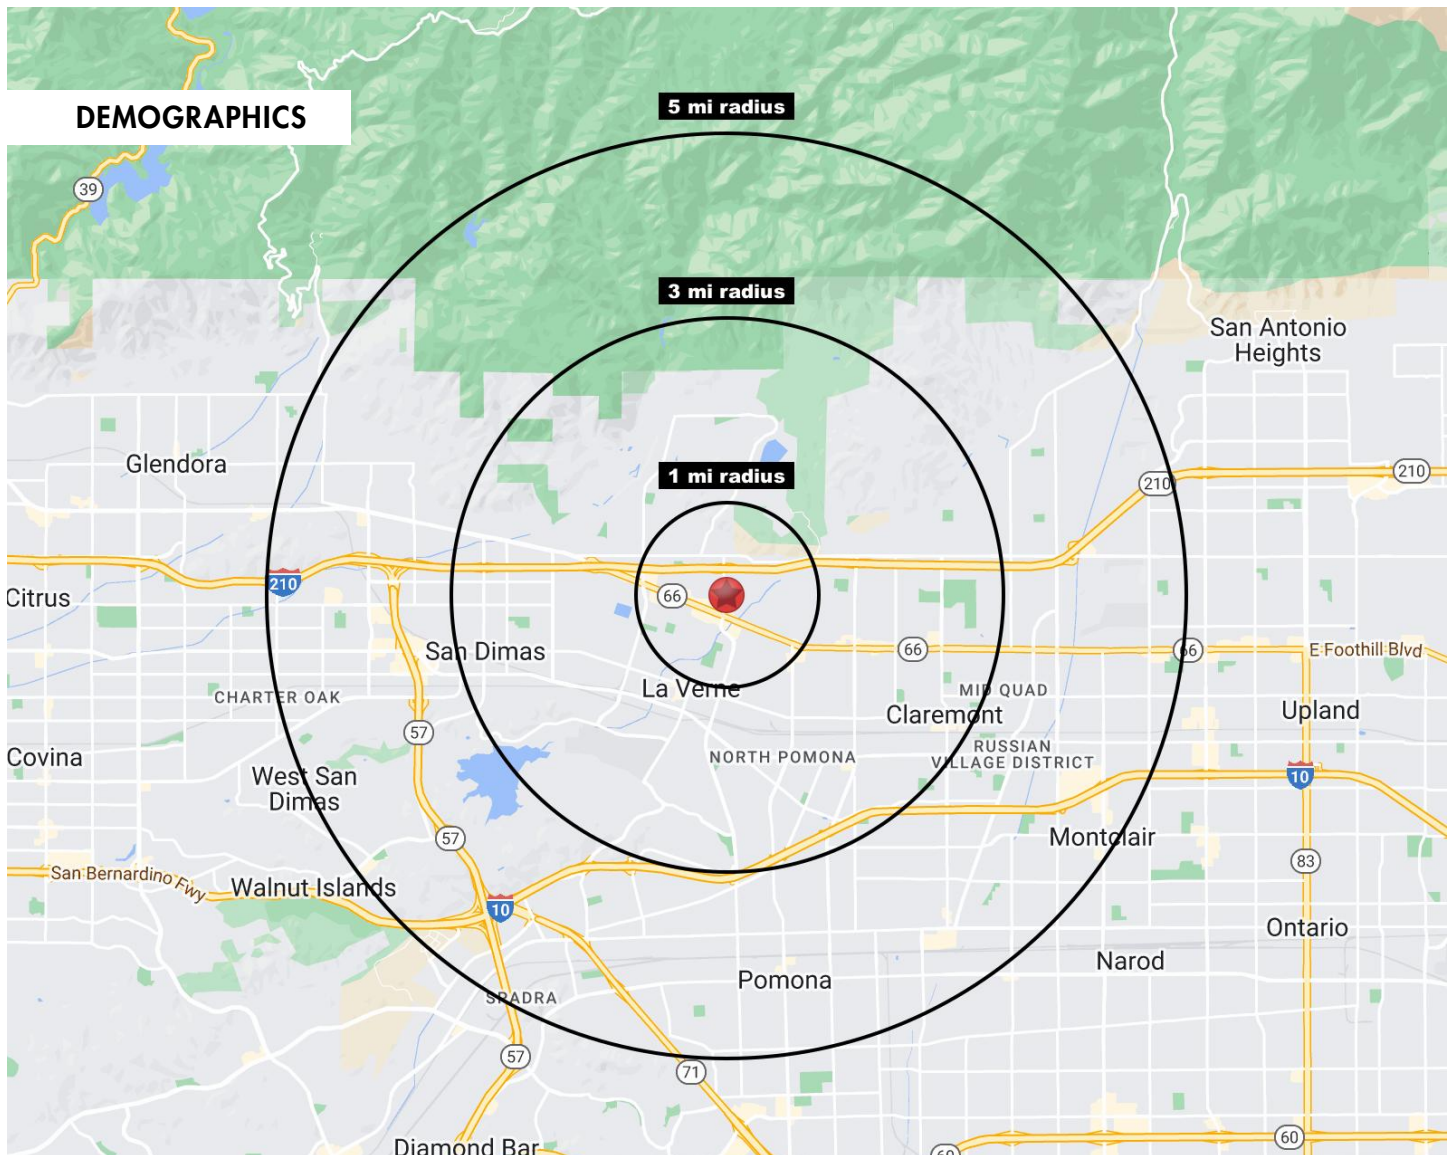 5 mi radius
DEMOGRAPHICS
39
3 mi radius
San Antonio
Heights
Glendora
1 mi radius
210
210
210
Citrus
66
San Dimas
66
66
E Foothill Blvd
La Verne
MID QUAD
CHARTER OAK
Claremont
Upland
57
RUSSIAN
VILLAGE DISTRICT
Covina
NORTH POMONA
West San
Dimas
10
57
Montclair
83
San Bernardino Fwy
Walnut Islands
10
Ontario
Narod
Pomona
SPADRA
57
71
60
Diamond Bar
60